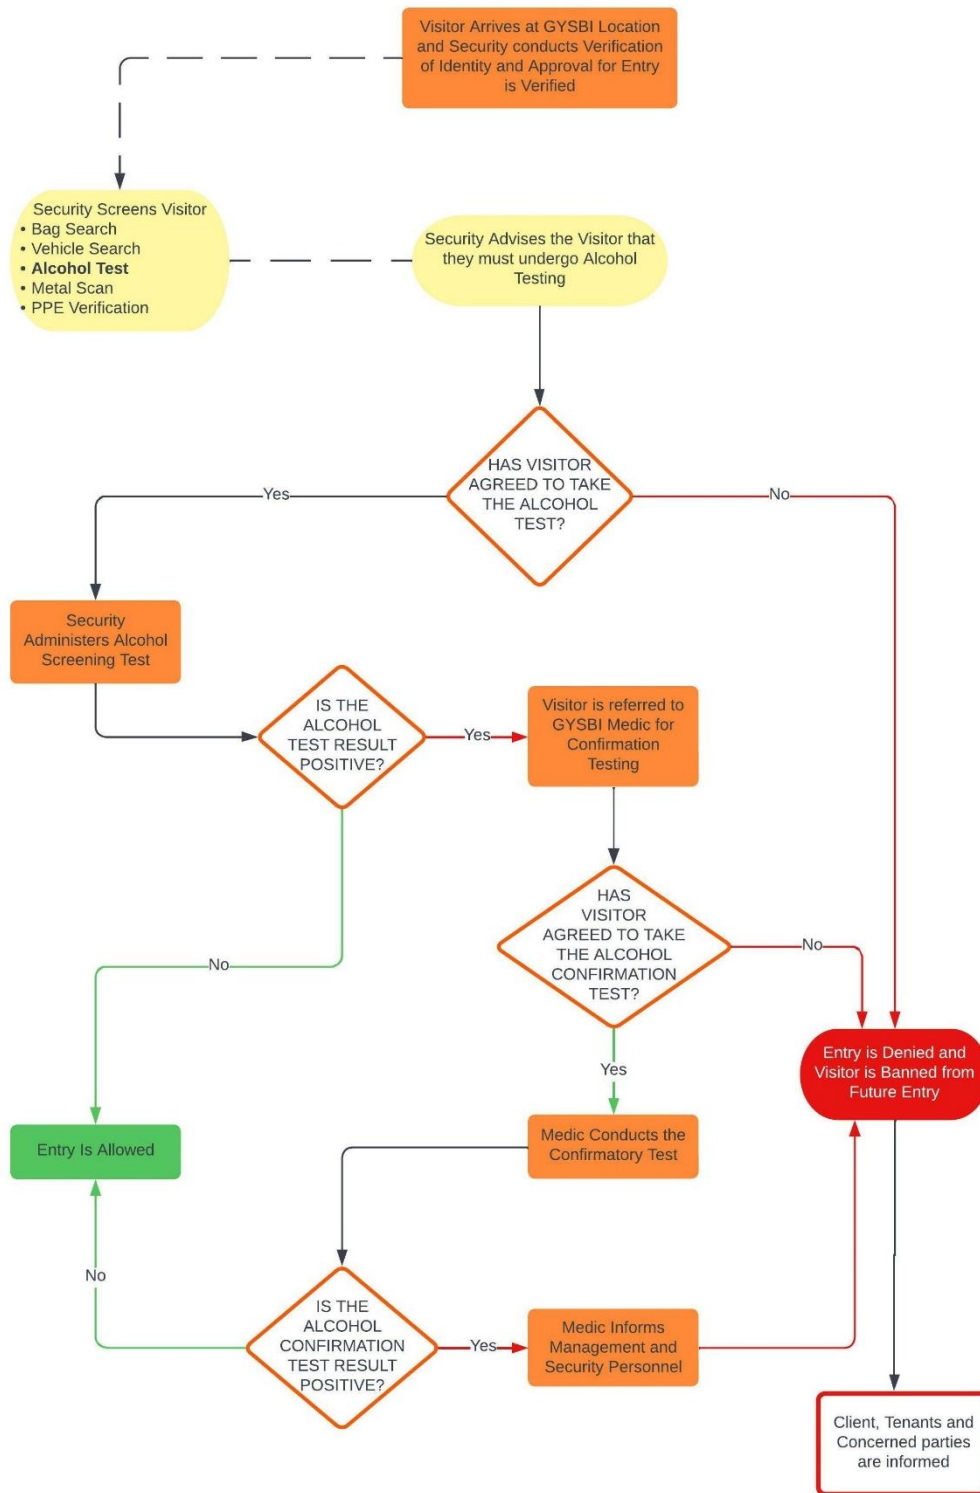 Visitor Arrives at GYSBI Location
and Security conducts Verification
of Identity and Approval for Entry
is Verified
Security Screens Visitor
• Bag Search
• Vehicle Search
• Alcohol Test
• Metal Scan
• PPE Verification
Security Advises the Visitor that
they must undergo Alcohol
Testing
HAS VISITOR
AGREED TO TAKE
THE ALCOHOL
TEST?
Yes
No
Security
Administers Alcohol
Screening Test
IS THE
ALCOHOL
TEST RESULT
POSITIVE?
Yes
Visitor is referred to
GYSBI Medic for
Confirmation
Testing
No
HAS
VISITOR
AGREED TO TAKE
THE ALCOHOL
CONFIRMATION
TEST?
No
Yes
Entry is Denied and
Visitor is Banned from
Future Entry
Entry Is Allowed
Medic Conducts the
Confirmatory Test
No
IS THE
ALCOHOL
CONFIRMATION
TEST RESULT
POSITIVE?
Yes
Medic Informs
Management and
Security Personnel
Client, Tenants and
Concerned parties
are informed